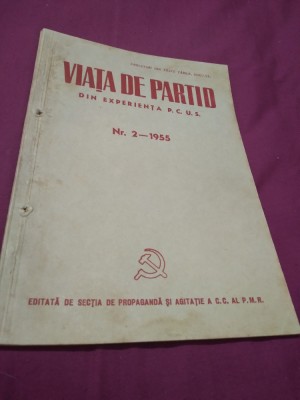 VIAȚA DE PARTID
DIN EXPERIENȚA P. C. U. S.
Nr. 2—1955
EDITATĂ DE SECȚIA DE PROPAGANDĂ ȘI AGITAȚIE A C. C. AL P. M. R.